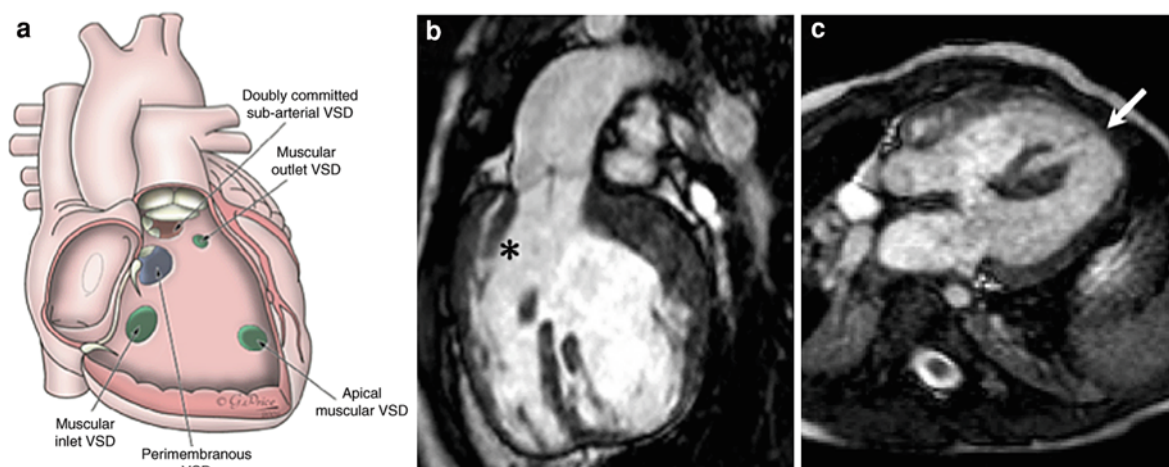 a
Doubly committed
sub-arterial VSD
Muscular
outlet VSD
Muscular
inlet VSD
Perimembranous
VSD
Apical
muscular VSD
b
*
c